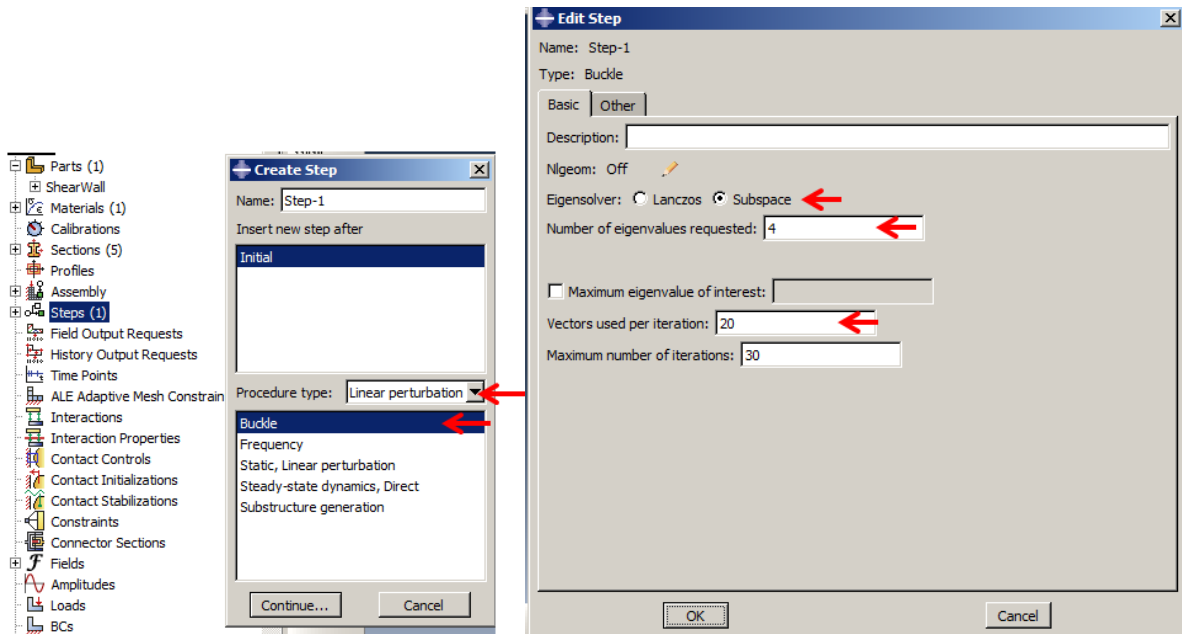 Parts (1)
ShearWall
Materials (1)
Calibrations
Sections (5)
Profiles
Assembly
Steps (1)
Field Output Requests
History Output Requests
Time Points
ALE Adaptive Mesh Constrain
Interactions
Interaction Properties
Contact Controls
Contact Initializations
Contact Stabilizations
Constraints
Connector Sections
Fields
Amplitudes
Loads
BCs
Create Step
Name: Step-1
Insert new step after
Initial
Procedure type: Linear perturbation
Buckle
Frequency
Static, Linear perturbation
Steady-state dynamics, Direct
Substructure generation
Continue... Cancel
Edit Step
Name: Step-1
Type: Buckle
Basic Other
Description:
Nlgeom: Off
Eigensolver: Lanczos Subspace
Number of eigenvalues requested: 4
Maximum eigenvalue of interest:
Vectors used per iteration: 20
Maximum number of iterations: 30
OK Cancel